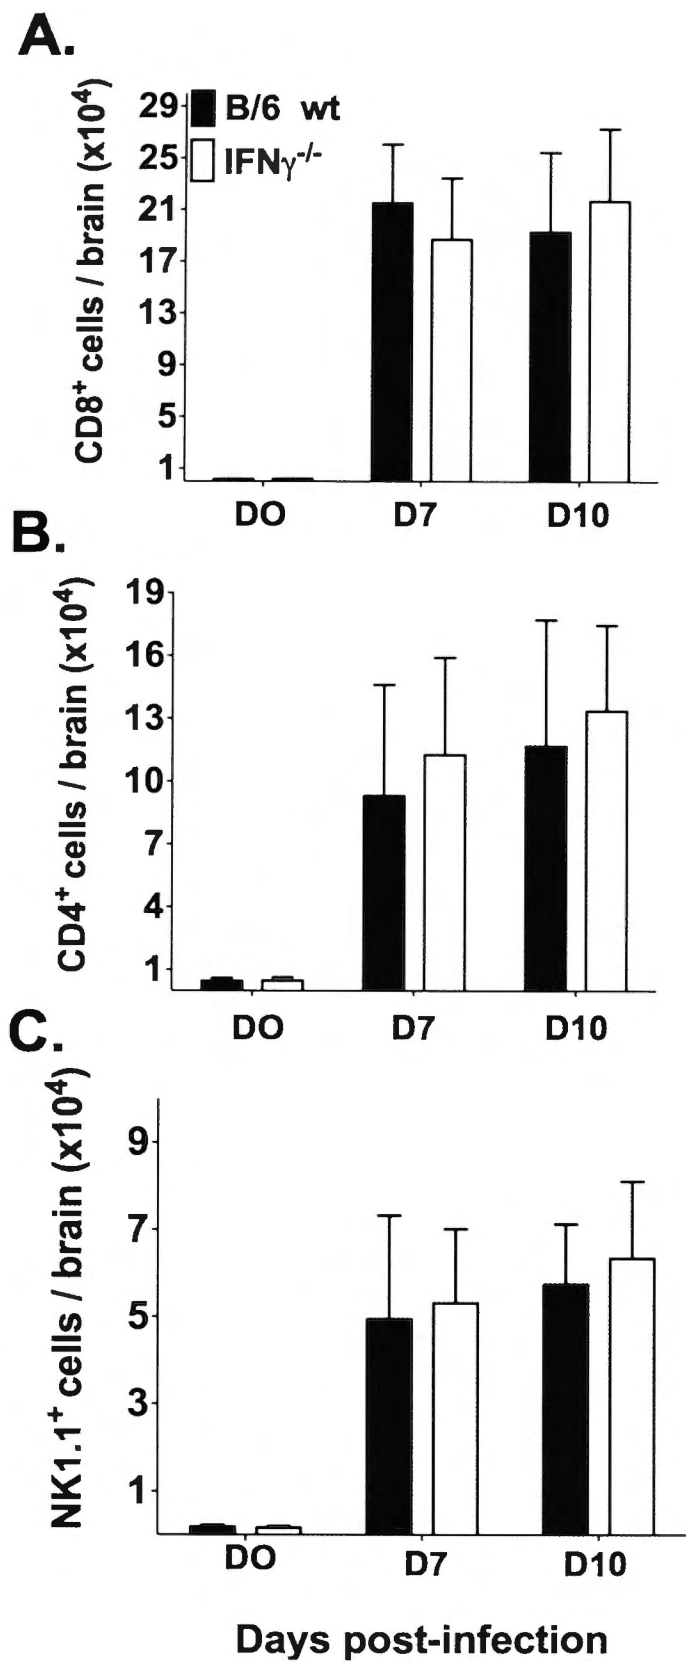 A.
CD8⁺ cells / brain (x10⁴)
29
25
21
17
13
9
5
1
B/6 wt
IFNγ⁻/⁻
DO D7 D10
B.
CD4⁺ cells / brain (x10⁴)
19
16
13
10
7
4
1
DO D7 D10
C.
NK1.1⁺ cells / brain (x10⁴)
9
7
5
3
1
DO D7 D10
Days post-infection